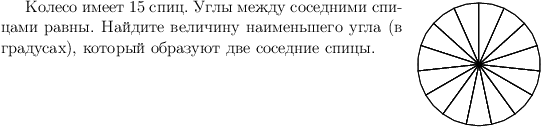 Колесо имеет 15 спиц. Углы между соседними спи-
цами равны. Найдите величину наименьшего угла (в
градусах), который образуют две соседние спицы.